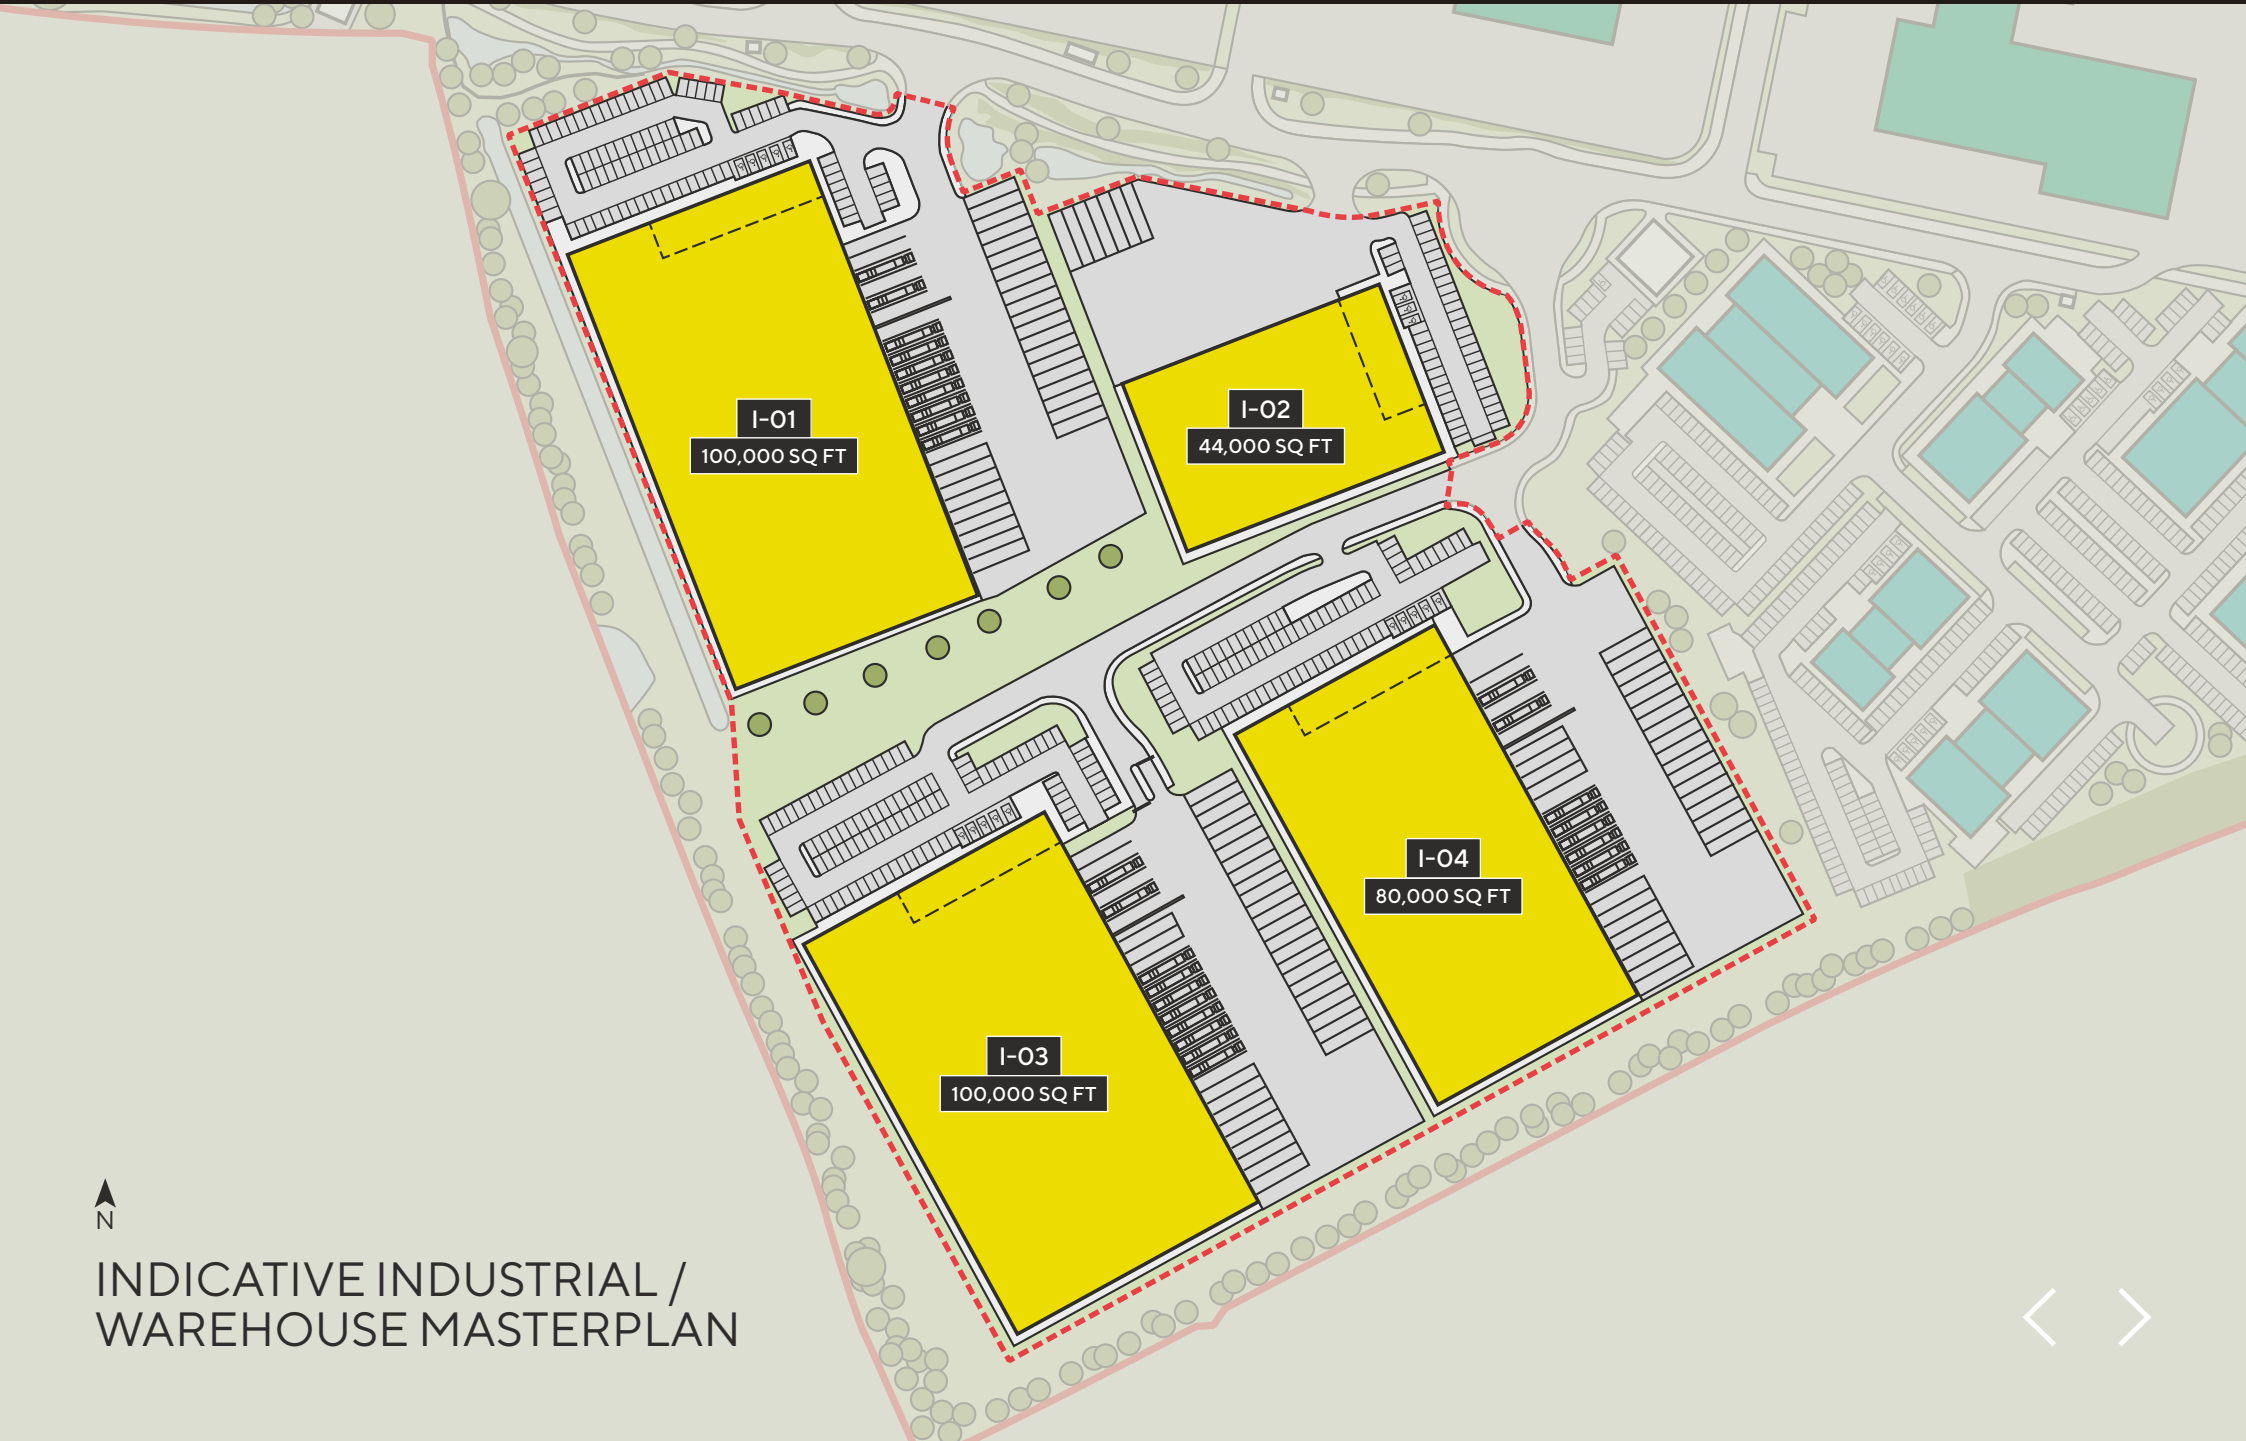 I-01
100,000 SQ FT
I-02
44,000 SQ FT
I-04
80,000 SQ FT
I-03
100,000 SQ FT
N
INDICATIVE INDUSTRIAL /
WAREHOUSE MASTERPLAN